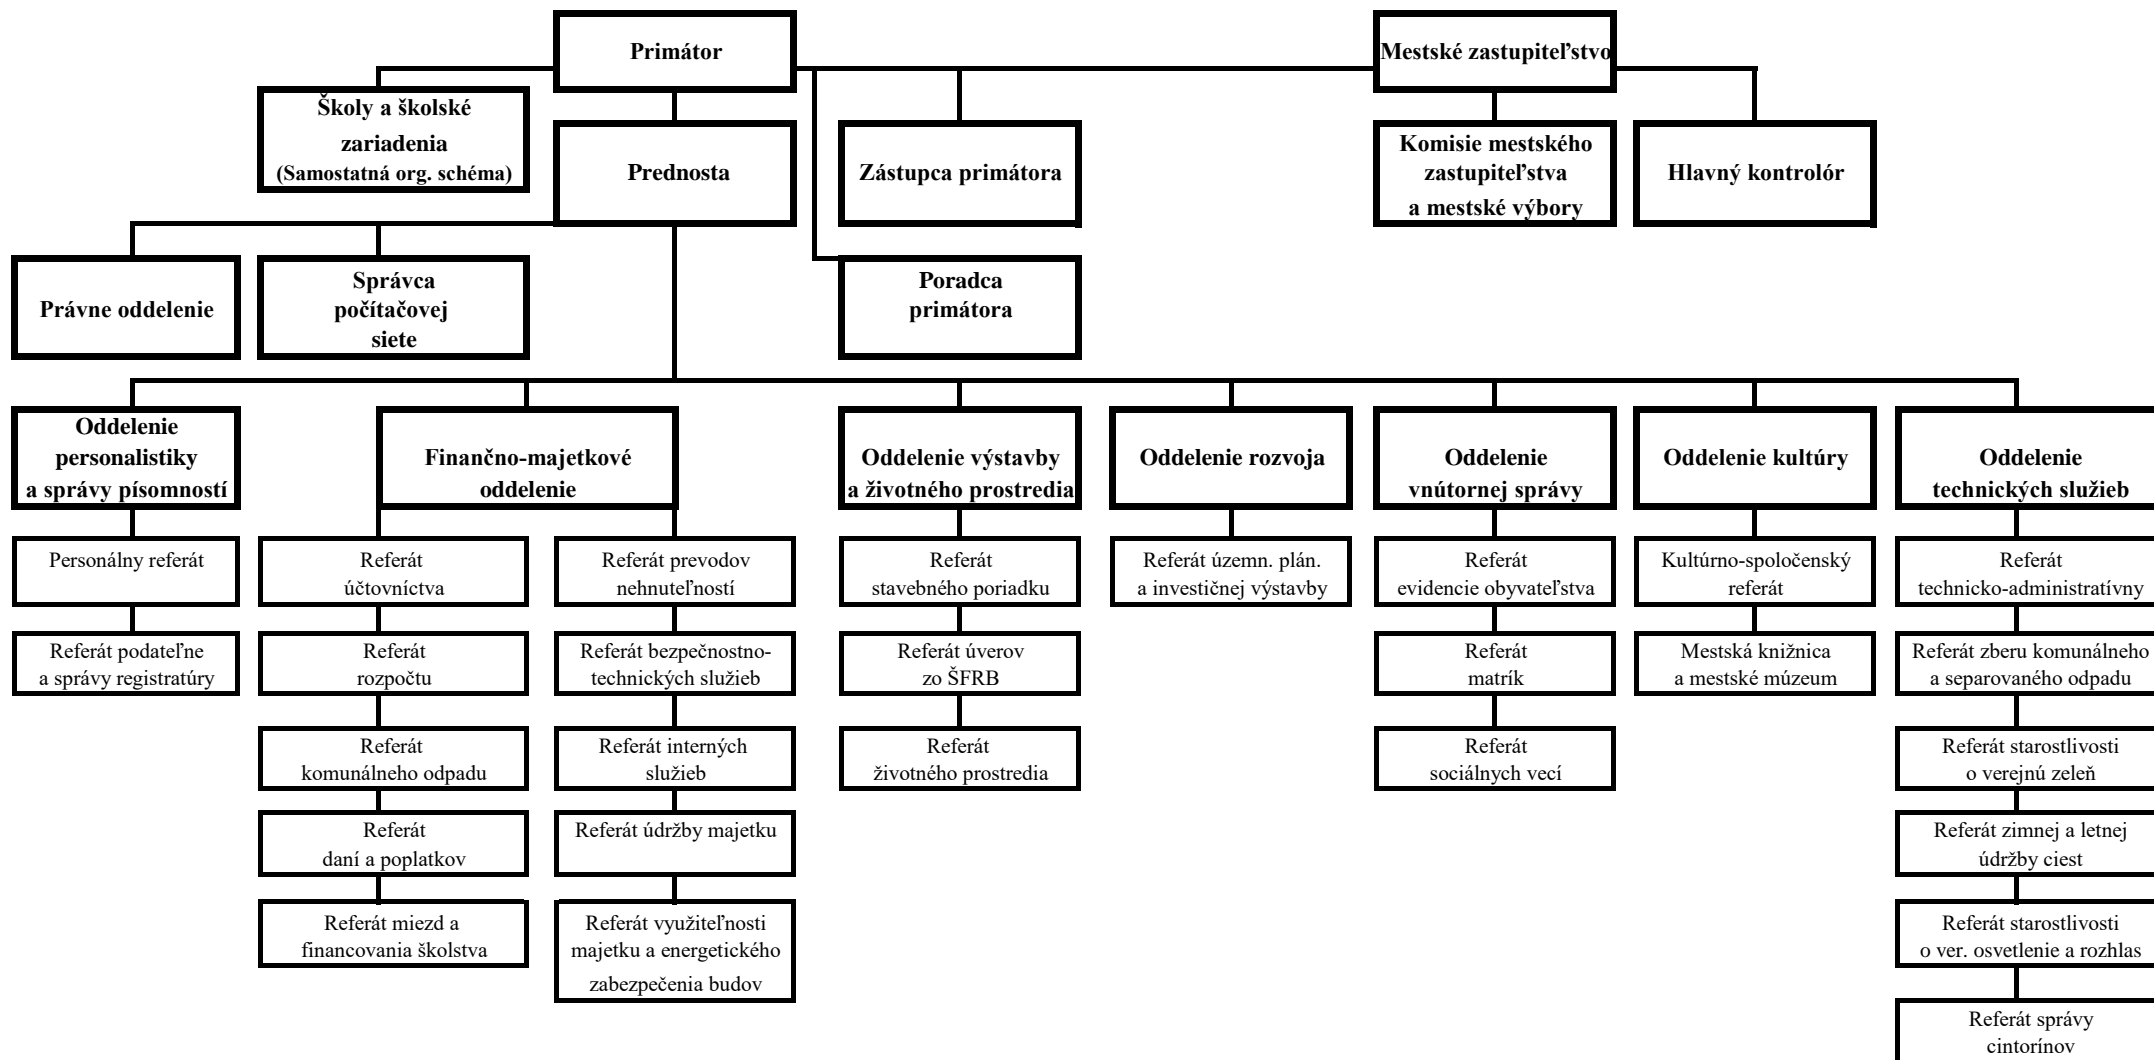 Primátor
Mestské zastupiteľstvo
Školy a školské
zariadenia
(Samostatná org. schéma)
Prednosta
Zástupca primátora
Komisie mestského
zastupiteľstva
a mestské výbory
Hlavný kontrolór
Právne oddelenie
Správca
počítačovej
siete
Poradca
primátora
Oddelenie
personalistiky
a správy písomností
Finančno-majetkové
oddelenie
Oddelenie výstavby
a životného prostredia
Oddelenie rozvoja
Oddelenie
vnútornej správy
Oddelenie kultúry
Oddelenie
technických služieb
Personálny referát
Referát
účtovníctva
Referát prevodov
nehnuteľností
Referát
stavebného poriadku
Referát územn. plán.
a investičnej výstavby
Referát
evidencie obyvateľstva
Kultúrno-spoločenský
referát
Referát
technicko-administratívny
Referát podateľne
a správy registratúry
Referát
rozpočtu
Referát bezpečnostno-
technických služieb
Referát úverov
zo ŠFRB
Referát
matrík
Mestská knižnica
a mestské múzeum
Referát zberu komunálneho
a separovaného odpadu
Referát
komunálneho odpadu
Referát interných
služieb
Referát
životného prostredia
Referát
sociálnych vecí
Referát starostlivosti
o verejnú zeleň
Referát
daní a poplatkov
Referát údržby majetku
Referát zimnej a letnej
údržby ciest
Referát miezd a
financovania školstva
Referát využiteľnosti
majetku a energetického
zabezpečenia budov
Referát starostlivosti
o ver. osvetlenie a rozhlas
Referát správy
cintorínov